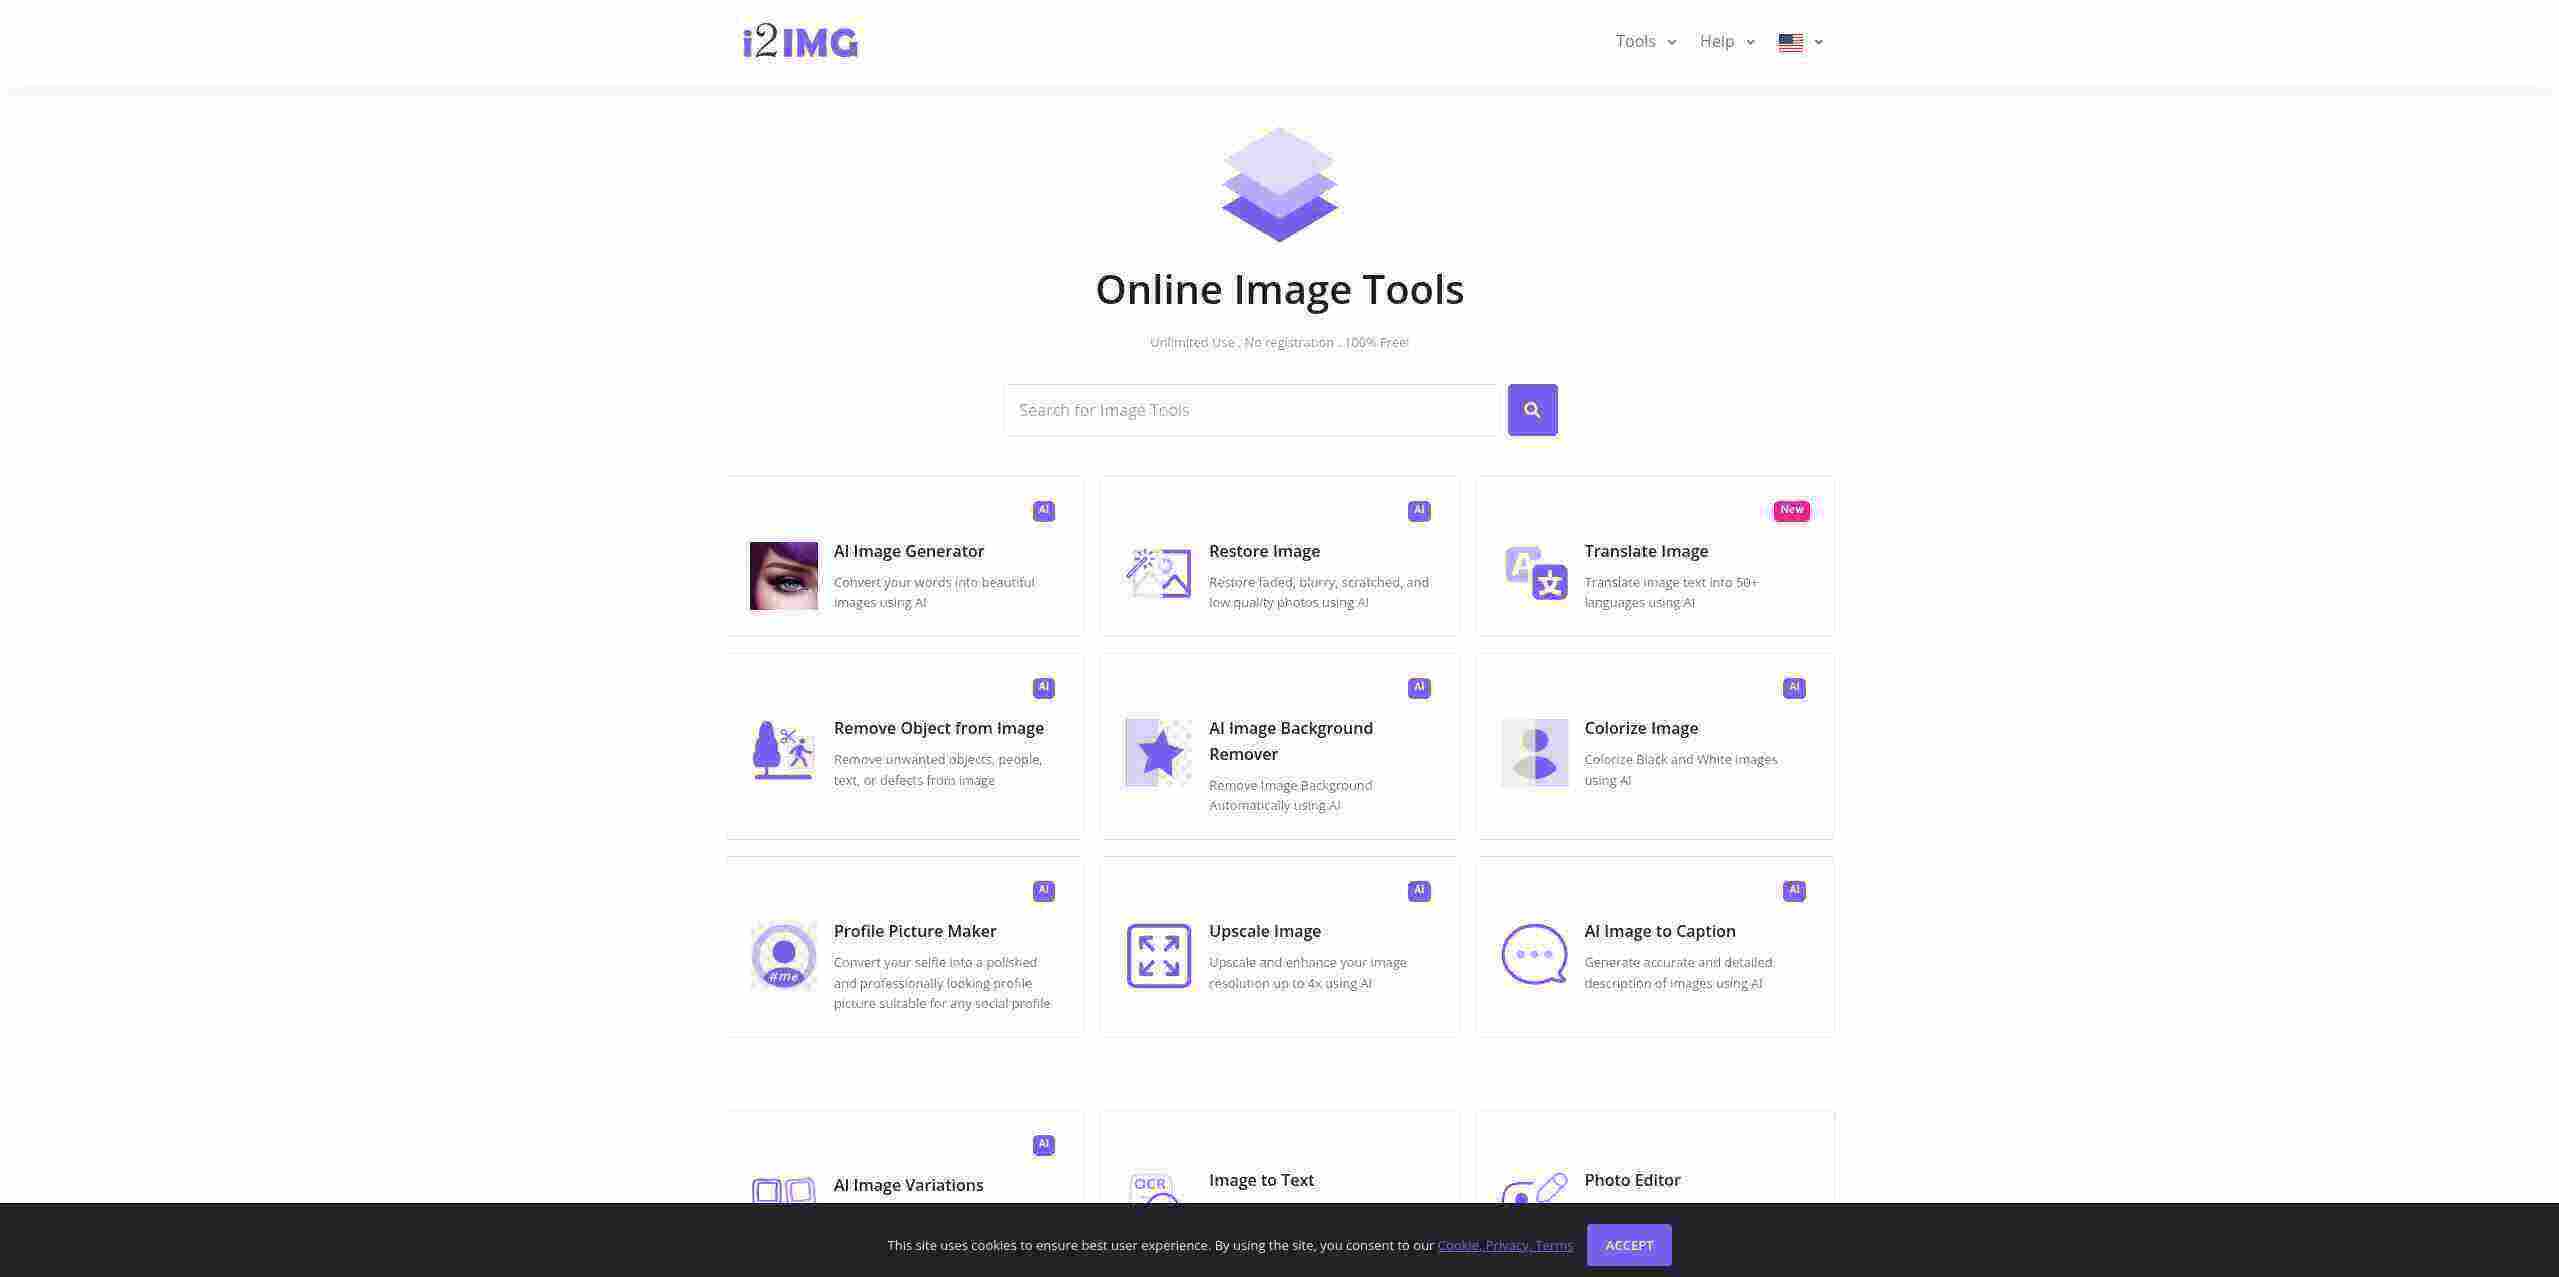 i2IMG
Tools
Help
Online Image Tools
Unlimited Use . No registration . 100% Free!
Search for Image Tools
AI
AI Image Generator
Convert your words into beautiful
images using AI
AI
Restore Image
Restore faded, blurry, scratched, and
low quality photos using AI
New
A
文
Translate Image
Translate image text into 50+
languages using AI
AI
Remove Object from Image
Remove unwanted objects, people,
text, or defects from image
AI
AI Image Background
Remover
Remove Image Background
Automatically using AI
AI
Colorize Image
Colorize Black and White images
using AI
AI
#me
Profile Picture Maker
Convert your selfie into a polished
and professionally looking profile
picture suitable for any social profile
AI
Upscale Image
Upscale and enhance your image
resolution up to 4x using AI
AI
AI Image to Caption
Generate accurate and detailed
description of images using AI
AI
AI Image Variations
OCR
Image to Text
Photo Editor
This site uses cookies to ensure best user experience. By using the site, you consent to our Cookie, Privacy, Terms
ACCEPT